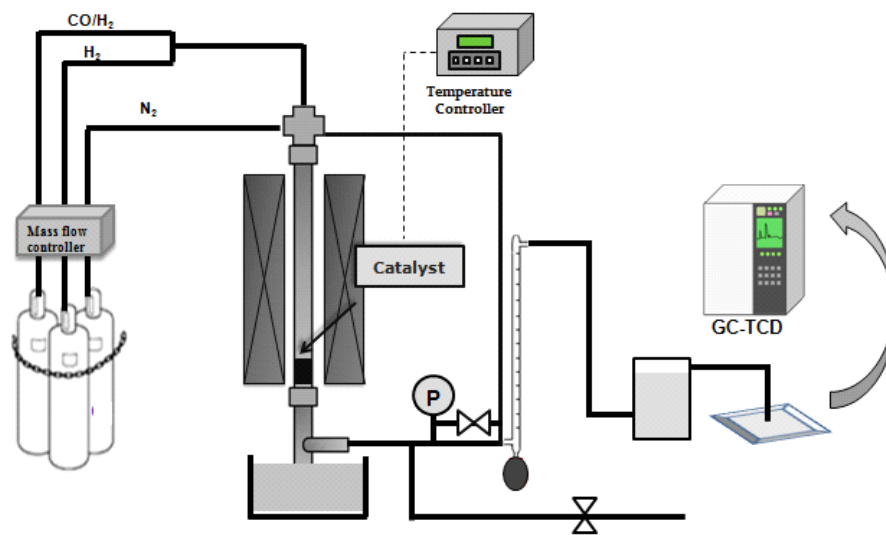 CO/H₂
H₂
N₂
Temperature
Controller
Mass flow
controller
Catalyst
P
GC-TCD